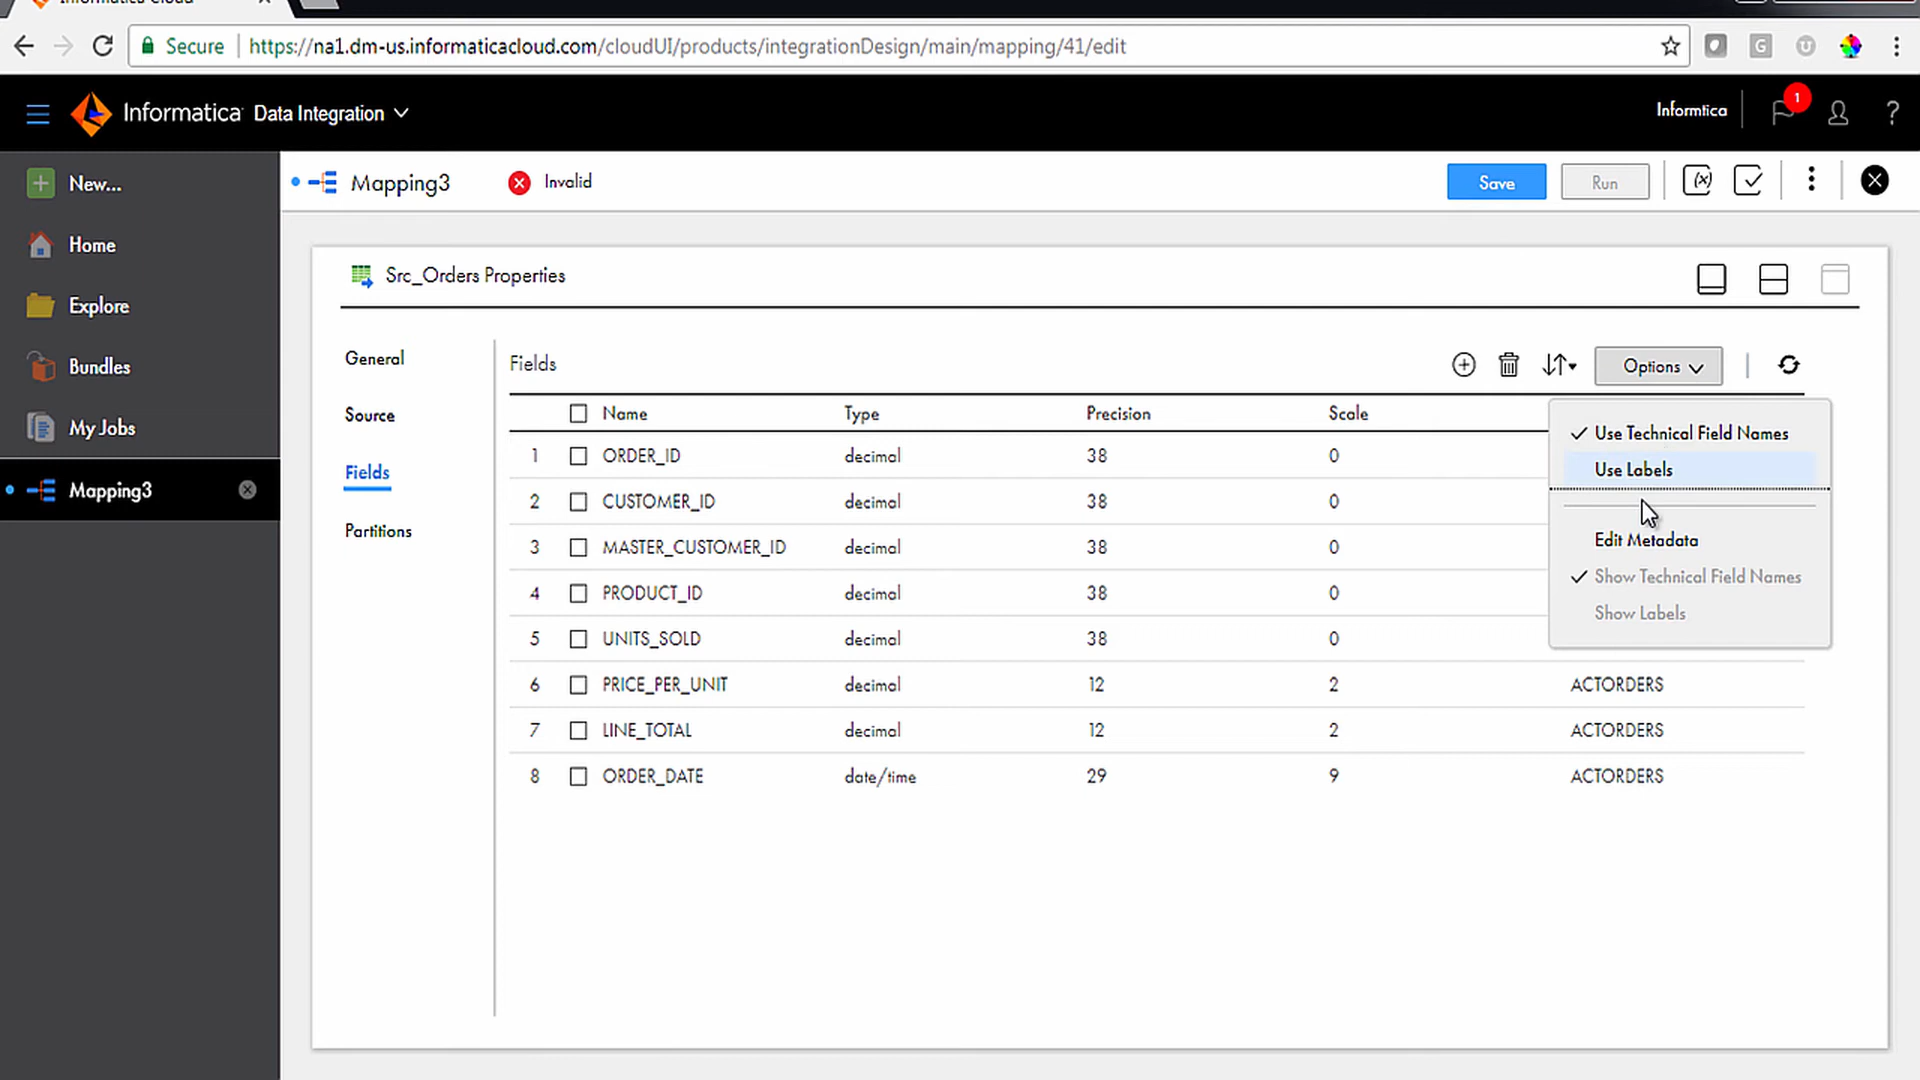 Informatica Cloud
Secure https://na1.dm-us.informaticacloud.com/cloudUI/products/integrationDesign/main/mapping/41/edit
G U
Informatica Data Integration
Informtica 1 ?
New...
Home
Explore
Bundles
My Jobs
Mapping3
Mapping3 Invalid Save Run (x)
Src_Orders Properties
General
Source
Fields
Partitions
Fields Options
Name Type Precision Scale
1 ORDER_ID decimal 38 0
2 CUSTOMER_ID decimal 38 0
3 MASTER_CUSTOMER_ID decimal 38 0
4 PRODUCT_ID decimal 38 0
5 UNITS_SOLD decimal 38 0
6 PRICE_PER_UNIT decimal 12 2 ACTORDERS
7 LINE_TOTAL decimal 12 2 ACTORDERS
8 ORDER_DATE date/time 29 9 ACTORDERS
Use Technical Field Names
Use Labels
Edit Metadata
Show Technical Field Names
Show Labels